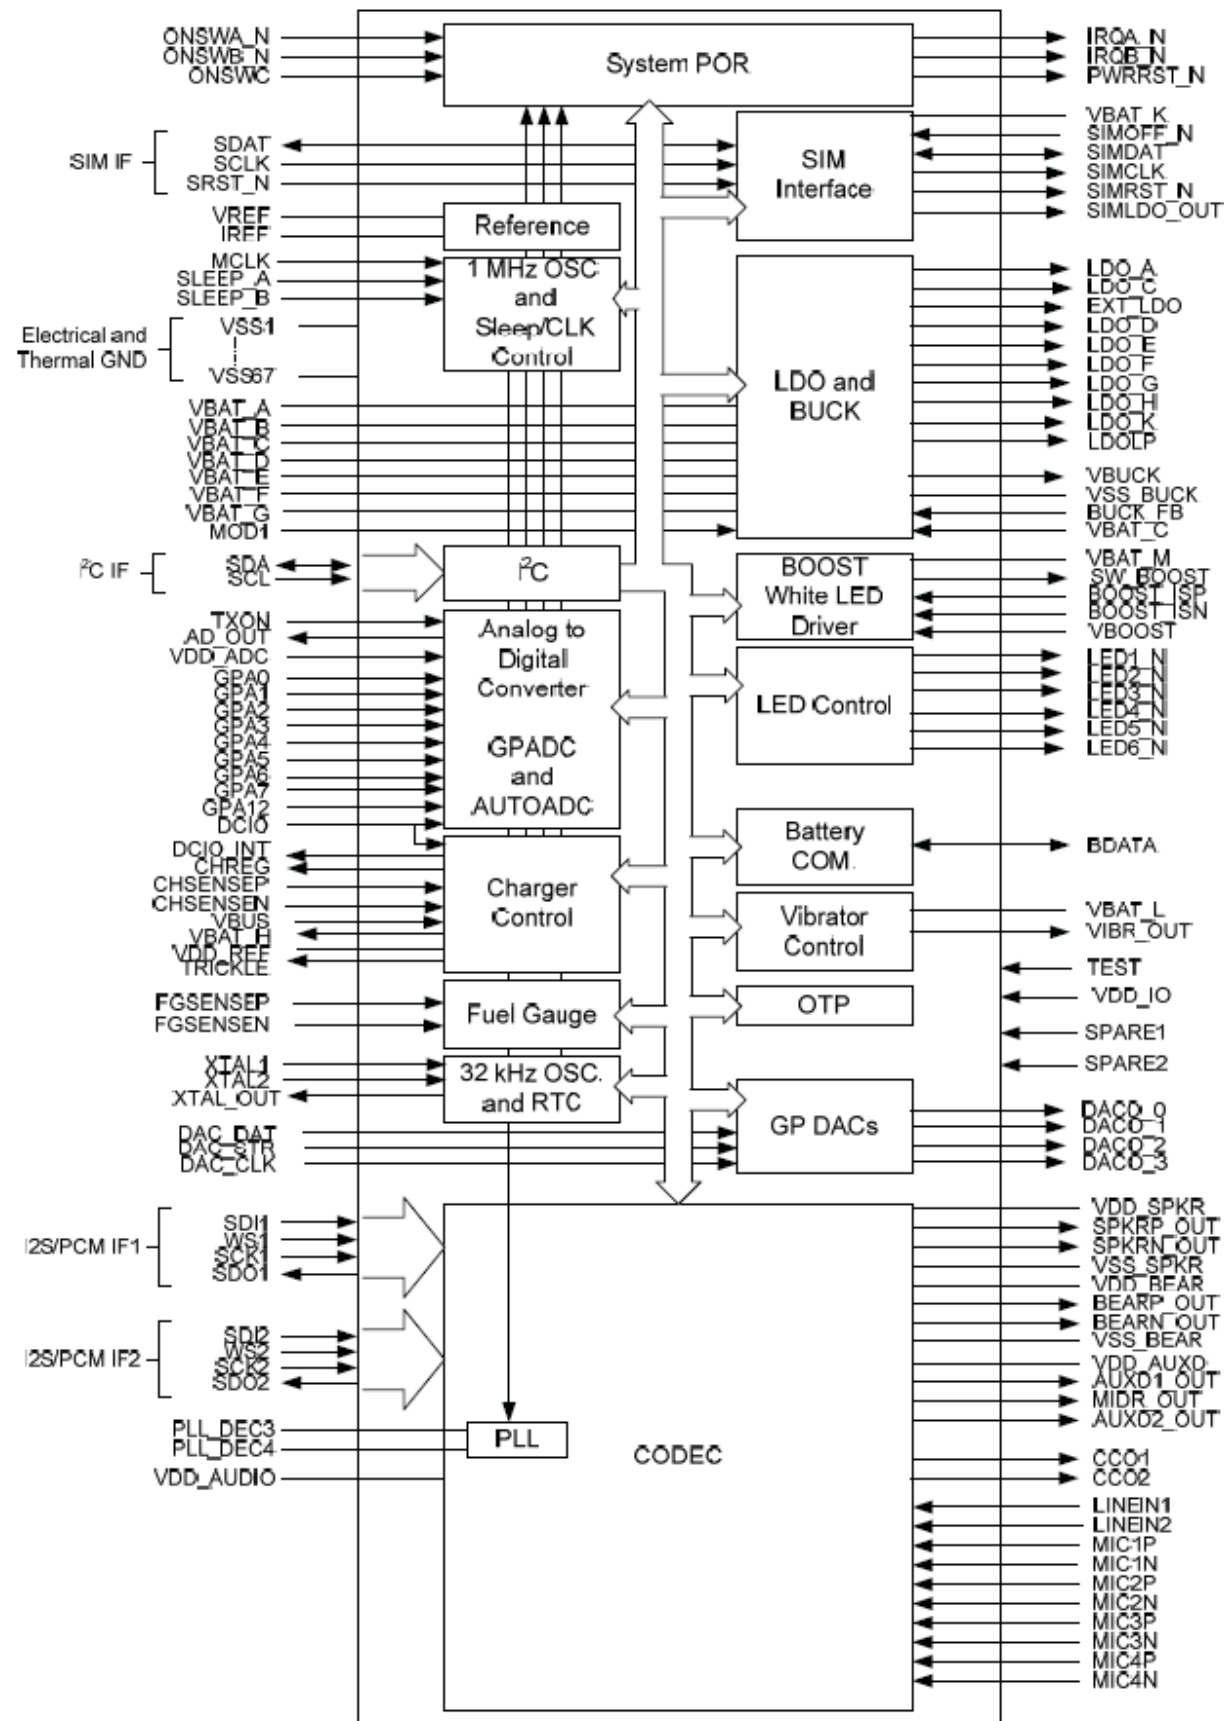 ONSWA_N
ONSWB_N
ONSWC
System POR
IRQA_N
IRQB_N
PWRRST_N
SIM IF
SDAT
SCLK
SRST_N
SIM
Interface
VBAT_K
SIMOFF_N
SIMDAT
SIMCLK
SIMRST_N
SIMLDO_OUT
VREF
IREF
Reference
MCLK
SLEEP_A
SLEEP_B
1 MHz OSC
and
Sleep/CLK
Control
Electrical and
Thermal GND
VSS1
VSS67
VBAT_A
VBAT_B
VBAT_C
VBAT_D
VBAT_E
VBAT_F
VBAT_G
MOD1
LDO and
BUCK
LDO_A
LDO_C
EXT_LDO
LDO_D
LDO_E
LDO_F
LDO_G
LDO_H
LDO_K
LDOLP
VBUCK
VSS_BUCK
BUCK_FB
VBAT_C
I²C IF
SDA
SCL
I²C
BOOST
White LED
Driver
VBAT_M
SW_BOOST
BOOST_ISP
BOOST_ISN
VBOOST
TXON
AD_OUT
VDD_ADC
GPA0
GPA1
GPA2
GPA3
GPA4
GPA5
GPA6
GPA7
GPA12
DCIO
Analog to
Digital
Converter
GPADC
and
AUTOADC
LED Control
LED1_N
LED2_N
LED3_N
LED4_N
LED5_N
LED6_N
DCIO_INT
CHREG
CHSENSEP
CHSENSEN
VBUS
VBAT_H
VDD_REF
TRICKLE
Charger
Control
Battery
COM.
BDATA
Vibrator
Control
VBAT_L
VIBR_OUT
TEST
VDD_IO
SPARE1
SPARE2
FGSENSEP
FGSENSEN
Fuel Gauge
OTP
XTAL1
XTAL2
XTAL_OUT
32 kHz OSC.
and RTC
DAC_DAT
DAC_STR
DAC_CLK
GP DACs
DACO_0
DACO_1
DACO_2
DACO_3
I2S/PCM IF1
SDI1
WS1
SCK1
SDO1
I2S/PCM IF2
SDI2
WS2
SCK2
SDO2
PLL_DEC3
PLL_DEC4
VDD_AUDIO
PLL
CODEC
VDD_SPKR
SPKRP_OUT
SPKRN_OUT
VSS_SPKR
VDD_BEAR
BEARP_OUT
BEARN_OUT
VSS_BEAR
VDD_AUXO
AUXO1_OUT
MIDR_OUT
AUXO2_OUT
CCO1
CCO2
LINEIN1
LINEIN2
MIC1P
MIC1N
MIC2P
MIC2N
MIC3P
MIC3N
MIC4P
MIC4N